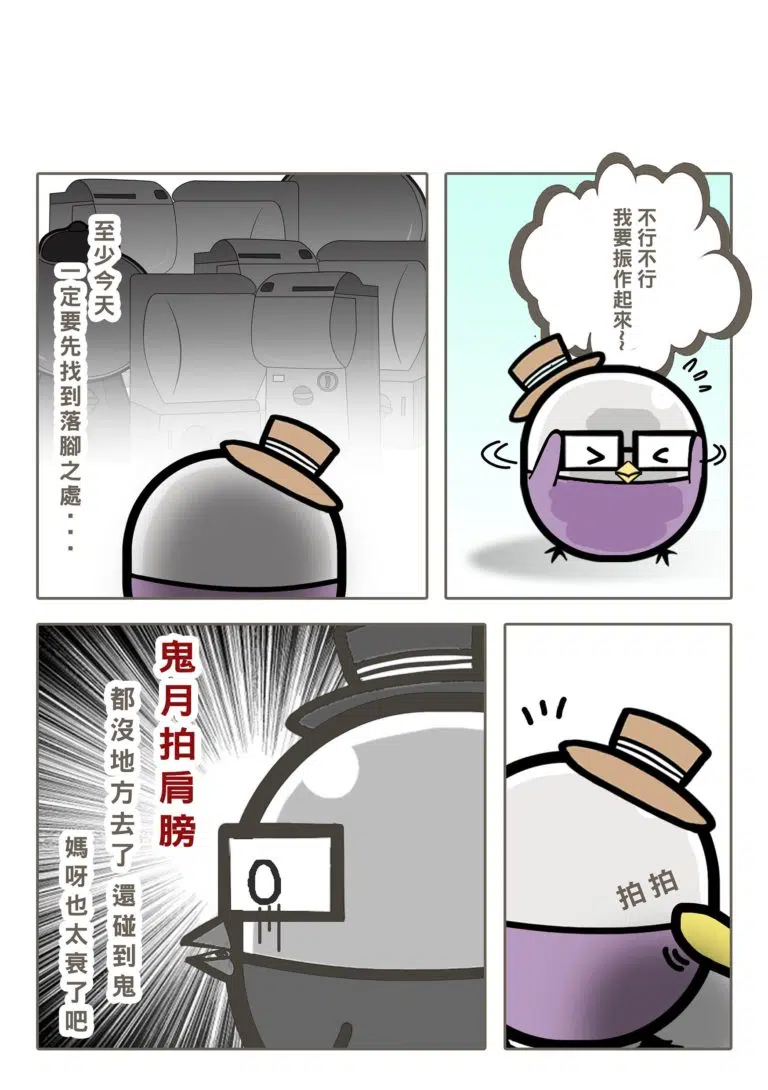 不行不行
我要振作起來~~
至少今天
一定要先找到落腳之處···
拍拍
鬼月拍肩膀
都沒地方去了 還碰到鬼
媽呀也太衰了吧